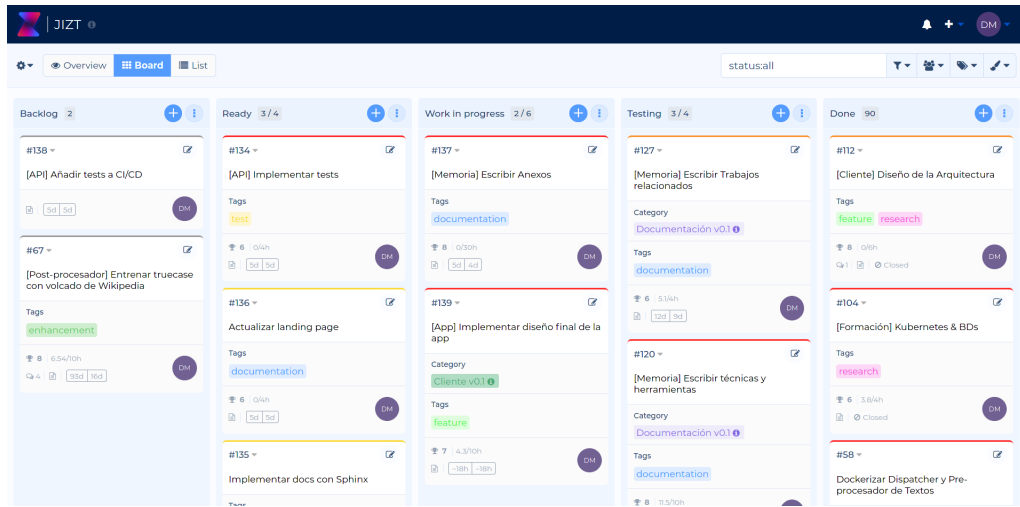 JIZT
DM
Overview
Board
List
status:all
Backlog 2
#138
[API] Añadir tests a CI/CD
5d 5d
DM
#67
[Post-procesador] Entrenar truecase
con volcado de Wikipedia
Tags
enhancement
8 6.54/10h
4 93d 16d
DM
Ready 3/4
#134
[API] Implementar tests
Tags
test
6 0/4h
5d 5d
DM
#136
Actualizar landing page
Tags
documentation
6 0/4h
5d 5d
DM
#135
Implementar docs con Sphinx
Tags
Work in progress 2/6
#137
[Memoria] Escribir Anexos
Tags
documentation
8 0/30h
5d 4d
DM
#139
[App] Implementar diseño final de la
app
Category
Cliente v0.1
Tags
feature
7 4.3/10h
~18h ~18h
DM
Testing 3/4
#127
[Memoria] Escribir Trabajos
relacionados
Category
Documentación v0.1
Tags
documentation
6 5.1/4h
12d 9d
DM
#120
[Memoria] Escribir técnicas y
herramientas
Category
Documentación v0.1
Tags
documentation
8 11.5/10h
Done 90
#112
[Cliente] Diseño de la Arquitectura
Tags
feature research
8 0/6h
1 Closed
DM
#104
[Formación] Kubernetes & BDs
Tags
research
6 3.8/4h
Closed
DM
#58
Dockerizar Dispatcher y Pre-
procesador de Textos